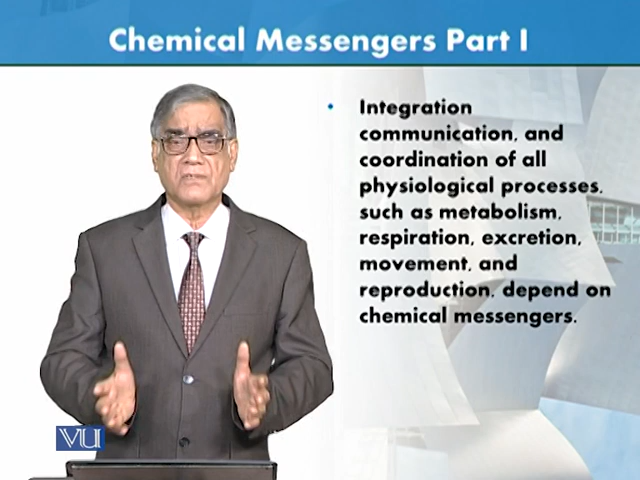 Chemical Messengers Part I
• Integration
communication, and
coordination of all
physiological processes,
such as metabolism,
respiration, excretion,
movement, and
reproduction, depend on
chemical messengers.
VU